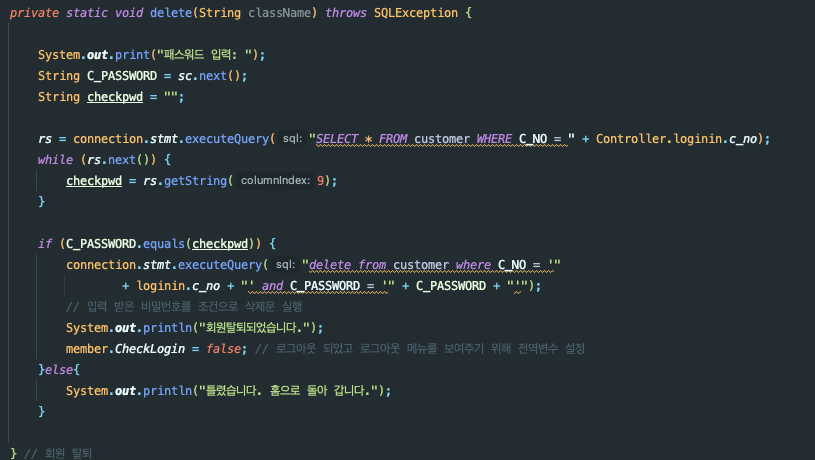 private static void delete(String className) throws SQLException {
System.out.print("패스워드 입력: ");
String C_PASSWORD = sc.next();
String checkpwd = "";
rs = connection.stmt.executeQuery( sql: "SELECT * FROM customer WHERE C_NO = " + Controller.loginin.c_no);
while (rs.next()) {
checkpwd = rs.getString( columnIndex: 9);
}
if (C_PASSWORD.equals(checkpwd)) {
connection.stmt.executeQuery( sql: "delete from customer where C_NO = '"
+ loginin.c_no + "' and C_PASSWORD = '" + C_PASSWORD + "'");
// 입력 받은 비밀번호를 조건으로 삭제문 실행
System.out.println("회원탈퇴되었습니다.");
member.CheckLogin = false; // 로그아웃 되었고 로그아웃 메뉴를 보여주기 위해 전역변수 설정
}else{
System.out.println("틀렸습니다. 홈으로 돌아 갑니다.");
}
} // 회원 탈퇴